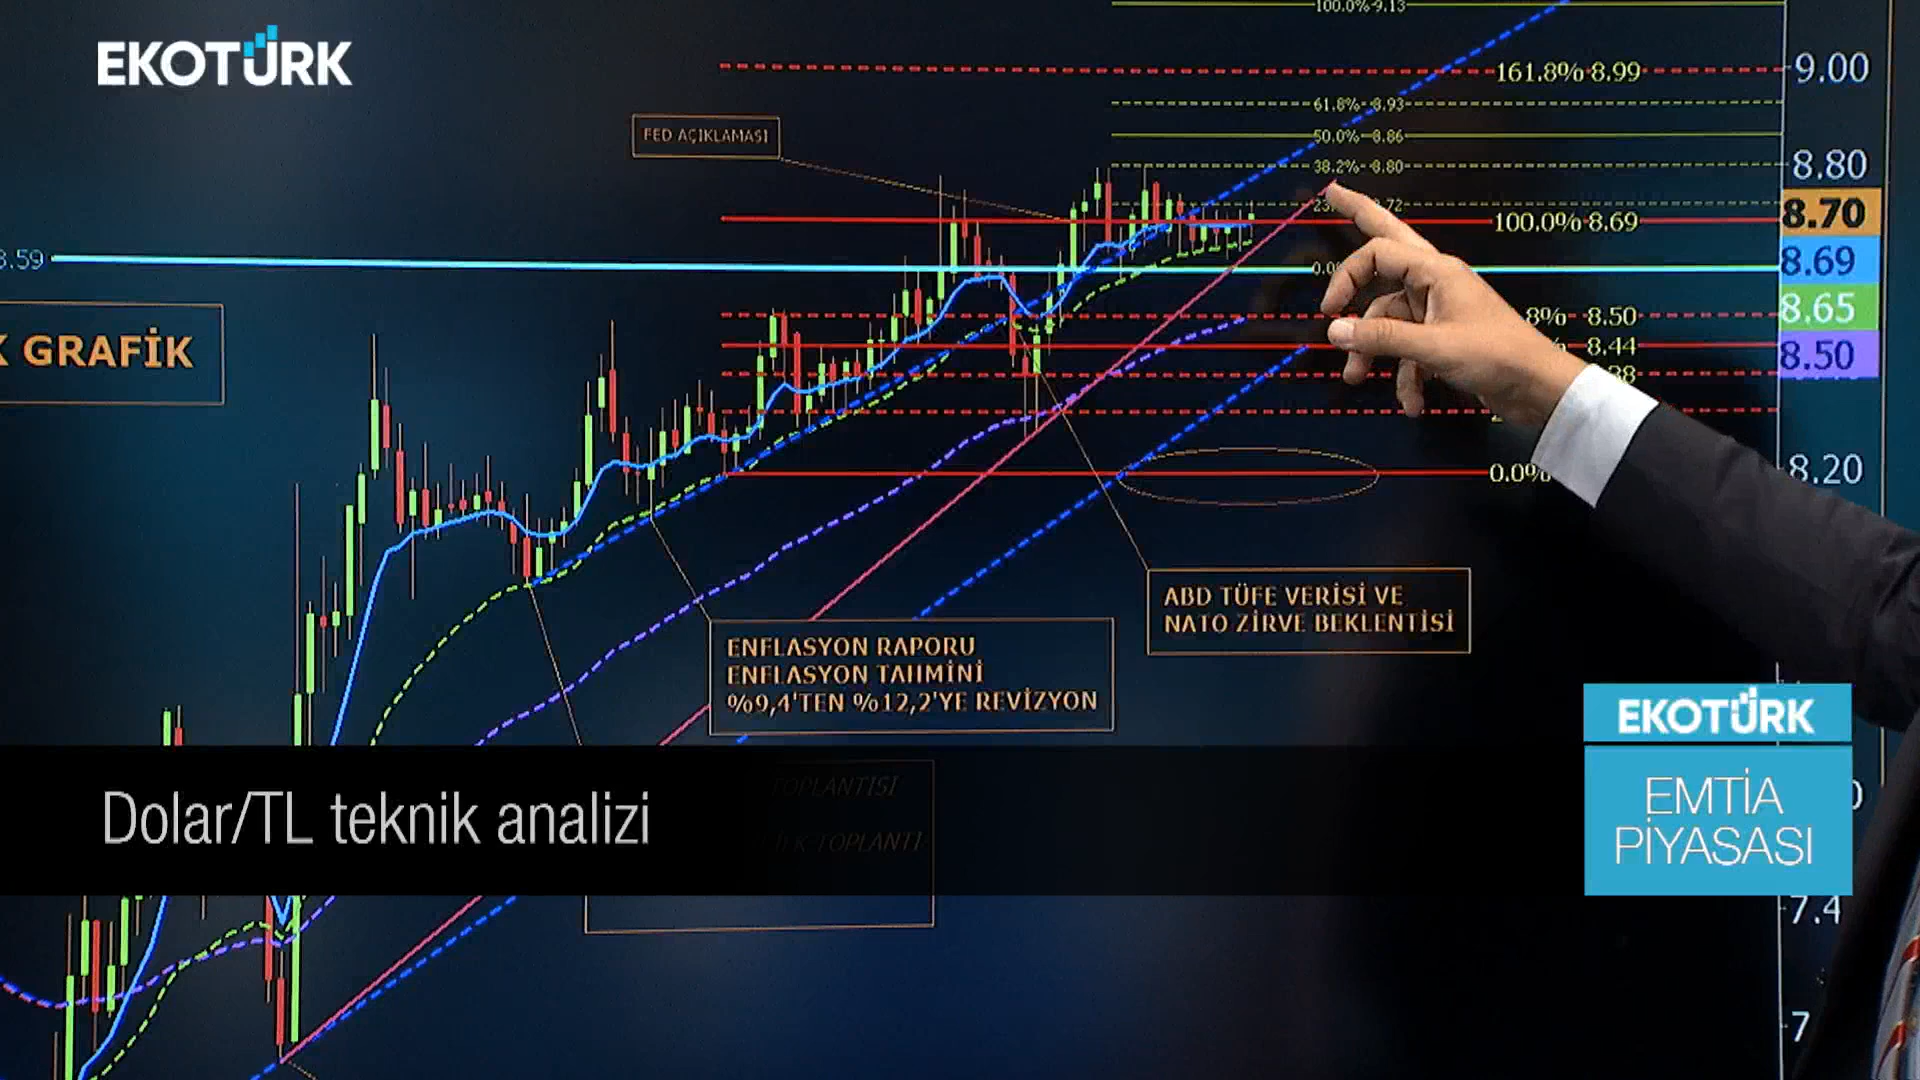 EKOTÜRK
100.0% 9.13
161.8% 8.99
9.00
61.8% 8.93
FED AÇIKLAMASI
50.0% 8.86
38.2% 8.80
8.80
8.70
100.0% 8.69
8.59
8.69
8.50
8.65
8.44
GRAFİK
8.50
0.0%
8.20
ABD TÜFE VERİSİ VE
NATO ZİRVE BEKLENTİSİ
ENFLASYON RAPORU
ENFLASYON TAHMİNİ
%9,4'TEN %12,2'YE REVİZYON
EKOTÜRK
EMTİA
PİYASASI
TOPLANTISI
Dolar/TL teknik analizi
TOPLANTI
7.4